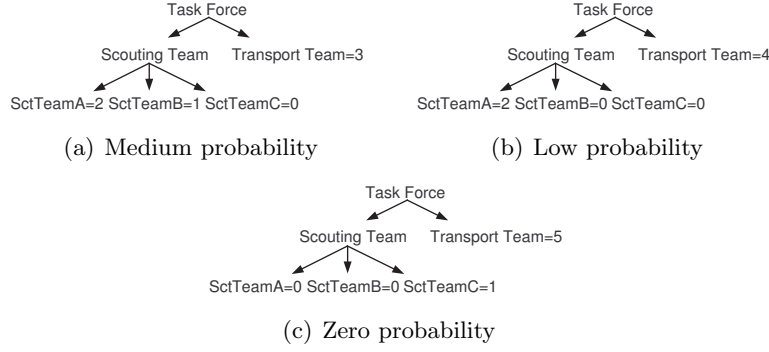 Task Force
Scouting Team Transport Team=3
SctTeamA=2 SctTeamB=1 SctTeamC=0
(a) Medium probability
Task Force
Scouting Team Transport Team=4
SctTeamA=2 SctTeamB=0 SctTeamC=0
(b) Low probability
Task Force
Scouting Team Transport Team=5
SctTeamA=0 SctTeamB=0 SctTeamC=1
(c) Zero probability